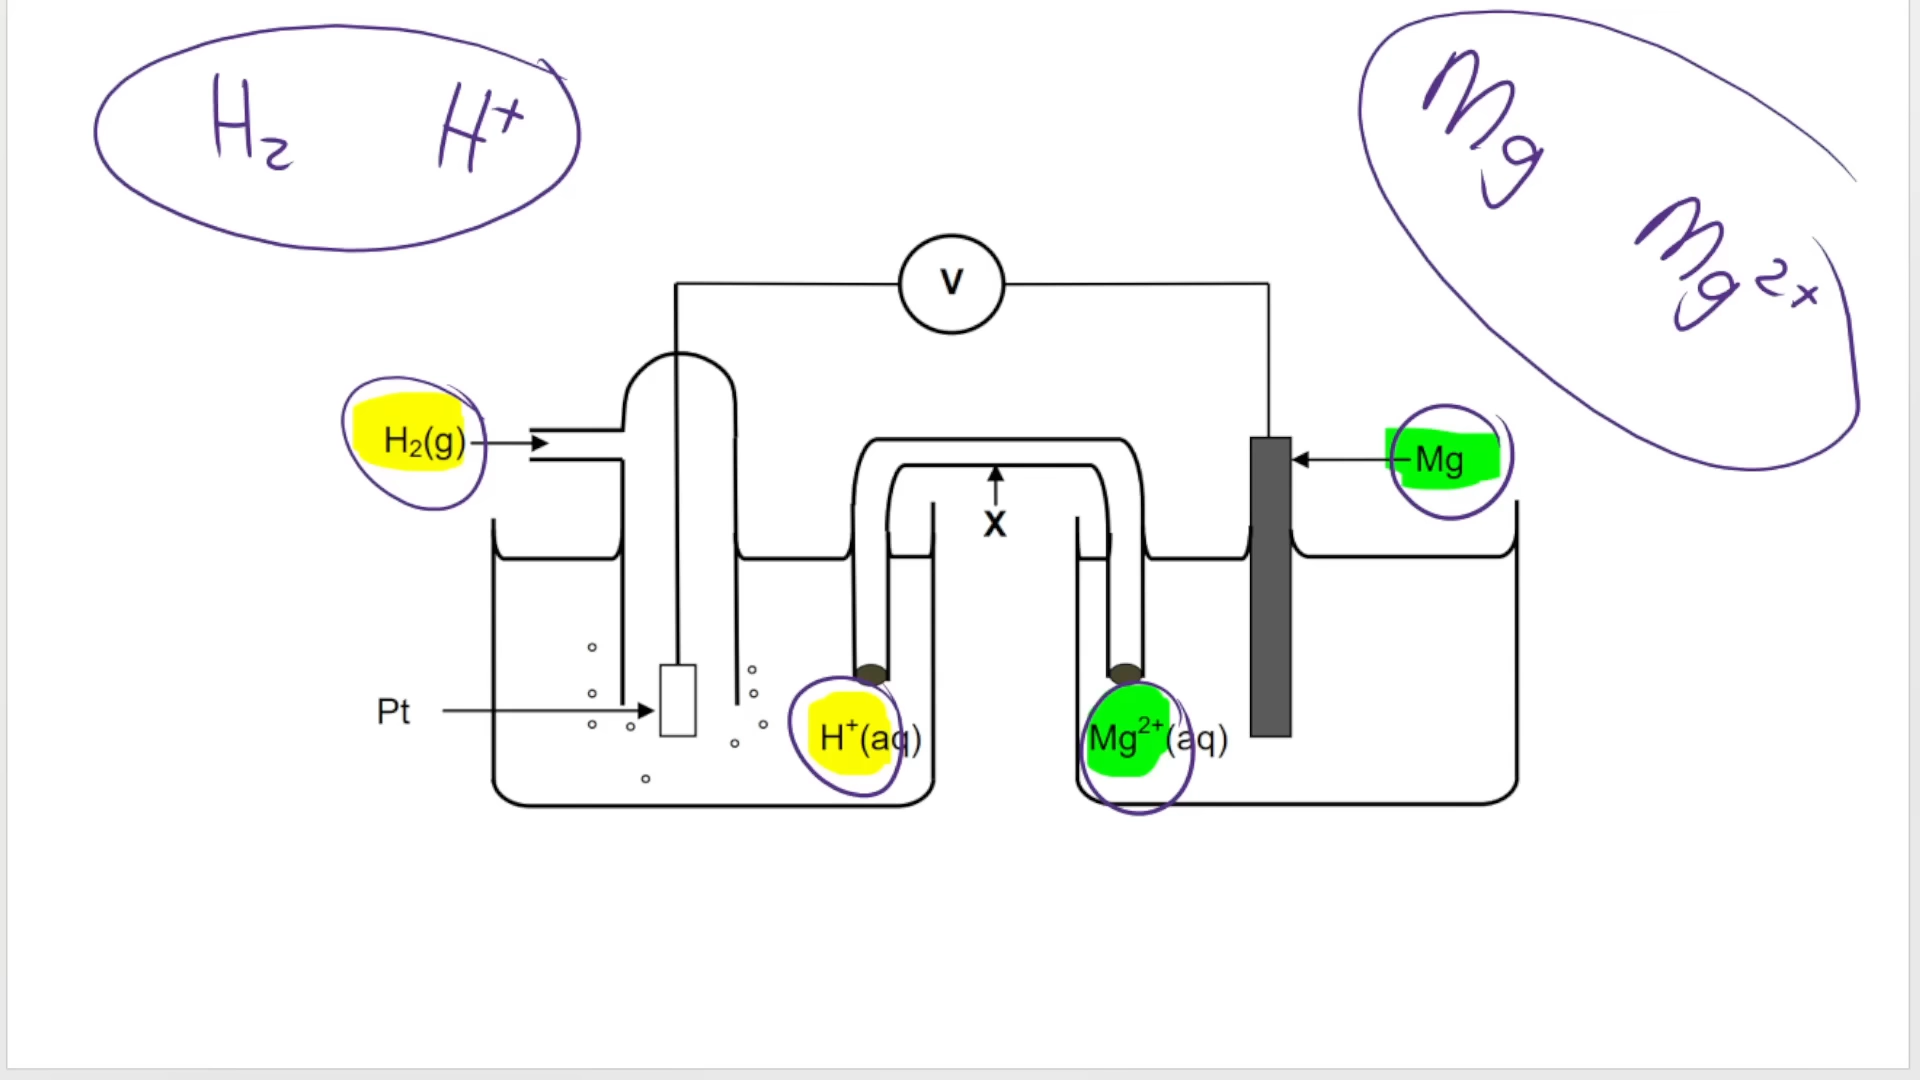 H₂ H⁺
Mg
Mg²⁺
V
H₂(g)
Mg
X
Pt
H⁺(aq)
Mg²⁺(aq)